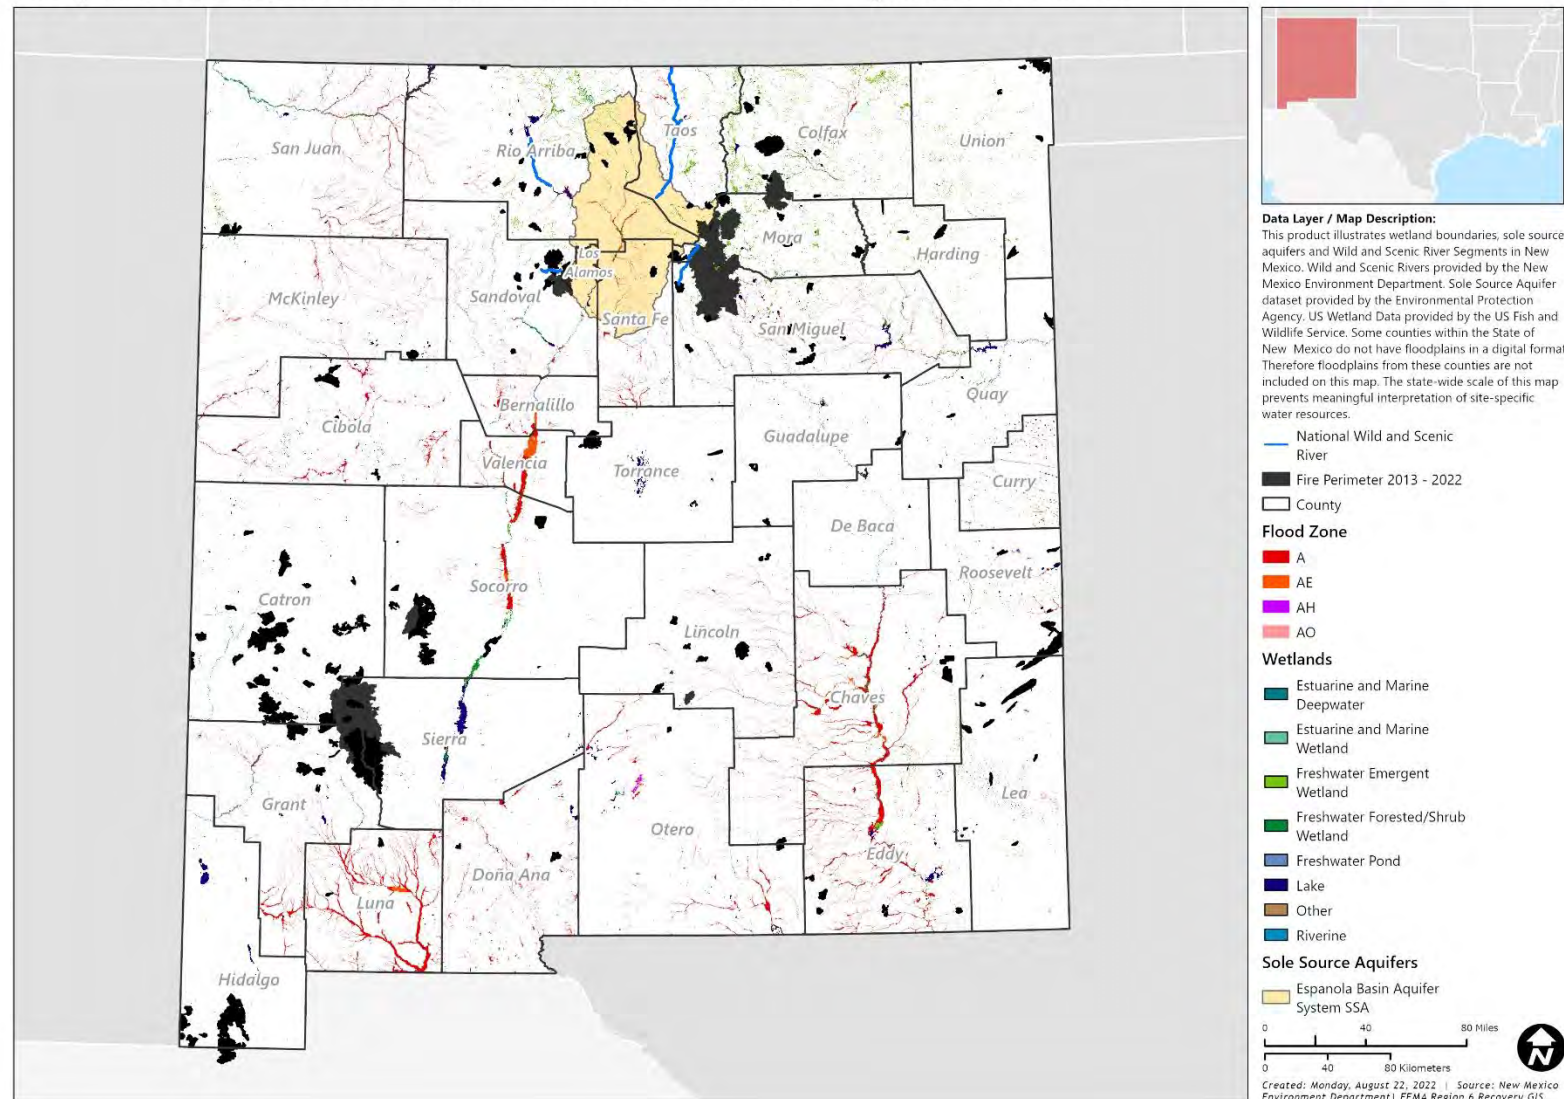 San Juan
Rio Arriba
Taos
Colfax
Union
Mora
Harding
Los
Alamos
McKinley
Sandoval
Santa Fe
San Miguel
Quay
Bernalillo
Cibola
Guadalupe
Valencia
Torrance
Curry
De Baca
Socorro
Roosevelt
Catron
Lincoln
Chaves
Sierra
Grant
Lea
Otero
Eddy
Doña Ana
Luna
Hidalgo
Data Layer / Map Description:
This product illustrates wetland boundaries, sole source
aquifers and Wild and Scenic River Segments in New
Mexico. Wild and Scenic Rivers provided by the New
Mexico Environment Department. Sole Source Aquifer
dataset provided by the Environmental Protection
Agency. US Wetland Data provided by the US Fish and
Wildlife Service. Some counties within the State of
New Mexico do not have floodplains in a digital format
Therefore floodplains from these counties are not
included on this map. The state-wide scale of this map
prevents meaningful interpretation of site-specific
water resources.
National Wild and Scenic
River
Fire Perimeter 2013 - 2022
County
Flood Zone
A
AE
AH
AO
Wetlands
Estuarine and Marine
Deepwater
Estuarine and Marine
Wetland
Freshwater Emergent
Wetland
Freshwater Forested/Shrub
Wetland
Freshwater Pond
Lake
Other
Riverine
Sole Source Aquifers
Espanola Basin Aquifer
System SSA
0 40 80 Miles
0 40 80 Kilometers
N
Created: Monday, August 22, 2022 | Source: New Mexico
Environment Department| FEMA Region 6 Recovery GIS